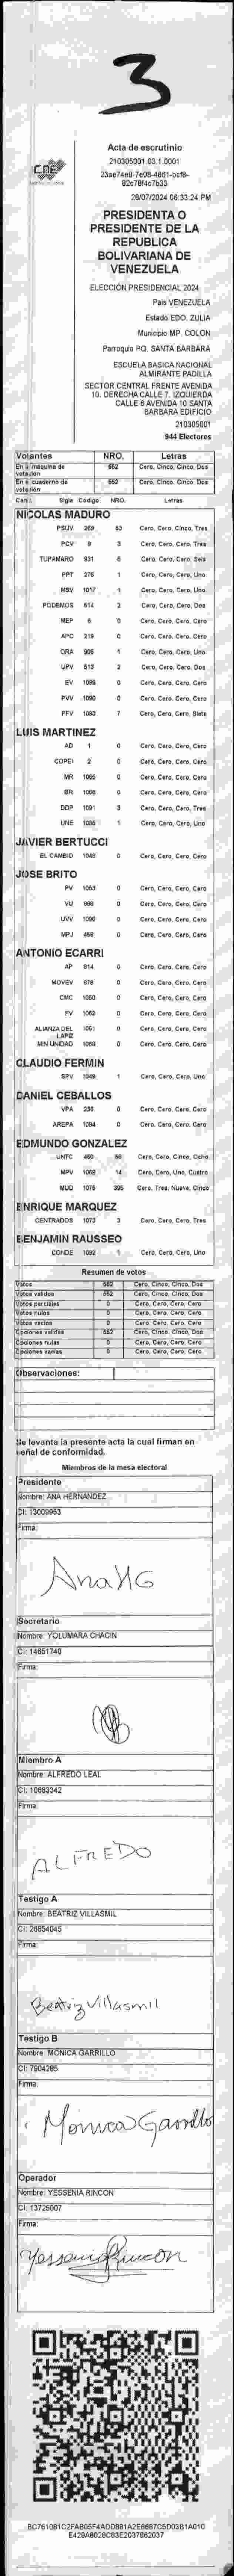 3
CNE
Acta de escrutinio
210305001.03.1.0001
28/07/2024 06:33:24 PM
PRESIDENTA O
PRESIDENTE DE LA
REPUBLICA
BOLIVARIANA DE
VENEZUELA
ELECCIÓN PRESIDENCIAL 2024
Pais VENEZUELA
Estado EDO. ZULIA
Municipio MP. COLON
Parroquia PQ. SANTA BARBARA
ESCUELA BASICA NACIONAL
ALMIRANTE PADILLA
SECTOR CENTRAL FRENTE AVENIDA
10. DERECHA CALLE 7. IZQUIERDA
CALLE 6 AVENIDA 10 SANTA
BARBARA EDIFICIO
210305001
944 Electores
Votantes NRO. Letras
En la máquina de votación 552 Cero, Cinco, Cinco, Dos
En el cuaderno de votación 552 Cero, Cinco, Cinco, Dos
Cant. Sigla Codigo NRO. Letras
NICOLAS MADURO
PSUV 269 53 Cero, Cero, Cinco, Tres
PCV 9 3 Cero, Cero, Cero, Tres
TUPAMARO 931 6 Cero, Cero, Cero, Seis
PPT 276 1 Cero, Cero, Cero, Uno
MSV 1017 1 Cero, Cero, Cero, Uno
PODEMOS 514 2 Cero, Cero, Cero, Dos
MEP 6 0 Cero, Cero, Cero, Cero
APC 219 0 Cero, Cero, Cero, Cero
ORA 906 1 Cero, Cero, Cero, Uno
UPV 513 2 Cero, Cero, Cero, Dos
EV 1089 0 Cero, Cero, Cero, Cero
PVV 1090 0 Cero, Cero, Cero, Cero
PFV 1093 7 Cero, Cero, Cero, Siete
LUIS MARTINEZ
AD 1 0 Cero, Cero, Cero, Cero
COPEI 2 0 Cero, Cero, Cero, Cero
MR 1065 0 Cero, Cero, Cero, Cero
BR 0 Cero, Cero, Cero, Cero
DDP 1091 3 Cero, Cero, Cero, Tres
UNE 1 Cero, Cero, Cero, Uno
JAVIER BERTUCCI
EL CAMBIO 1048 0 Cero, Cero, Cero, Cero
JOSE BRITO
PV 1053 0 Cero, Cero, Cero, Cero
VU 0 Cero, Cero, Cero, Cero
UVV 0 Cero, Cero, Cero, Cero
MPJ 458 0 Cero, Cero, Cero, Cero
ANTONIO ECARRI
AP 914 0 Cero, Cero, Cero, Cero
MOVEV 878 0 Cero, Cero, Cero, Cero
CMC 1050 0 Cero, Cero, Cero, Cero
FV 1062 0 Cero, Cero, Cero, Cero
ALIANZA DEL LAPIZ 1061 0 Cero, Cero, Cero, Cero
MIN UNIDAD 1068 0 Cero, Cero, Cero, Cero
CLAUDIO FERMIN
SPV 1049 1 Cero, Cero, Cero, Uno
DANIEL CEBALLOS
VPA 0 Cero, Cero, Cero, Cero
AREPA 1094 0 Cero, Cero, Cero, Cero
EDMUNDO GONZALEZ
UNTC 460 Cero, Cero, Cinco, Ocho
MPV 1069 14 Cero, Cero, Uno, Cuatro
MUD 1075 395 Cero, Tres, Nueve, Cinco
ENRIQUE MARQUEZ
CENTRADOS 1073 3 Cero, Cero, Cero, Tres
BENJAMIN RAUSSEO
CONDE 1092 1 Cero, Cero, Cero, Uno
Resumen de votos
Votos 552 Cero, Cinco, Cinco, Dos
Votos validos 552 Cero, Cinco, Cinco, Dos
Votos parciales 0 Cero, Cero, Cero, Cero
Votos nulos 0 Cero, Cero, Cero, Cero
Votos vacios 0 Cero, Cero, Cero, Cero
Opciones validas 552 Cero, Cinco, Cinco, Dos
Opciones nulas 0 Cero, Cero, Cero, Cero
Opciones vacias 0 Cero, Cero, Cero, Cero
Observaciones:
Se levanta la presente acta la cual firman en
señal de conformidad.
Miembros de la mesa electoral
Presidente
Nombre: ANA HERNANDEZ
CI: 13009953
Firma:
Secretario
Nombre: YOLUMARA CHACIN
CI: 14651740
Firma:
Miembro A
Nombre: ALFREDO LEAL
CI: 10683342
Firma:
ALFREDO
Testigo A
Nombre: BEATRIZ VILLASMIL
CI: 26854045
Firma:
Beatriz Villasmil
Testigo B
Nombre: MONICA GARRILLO
CI: 7904285
Firma:
Monica Garrillo
Operador
Nombre: YESSENIA RINCON
CI: 13725007
Firma:
Yessenia Rincon